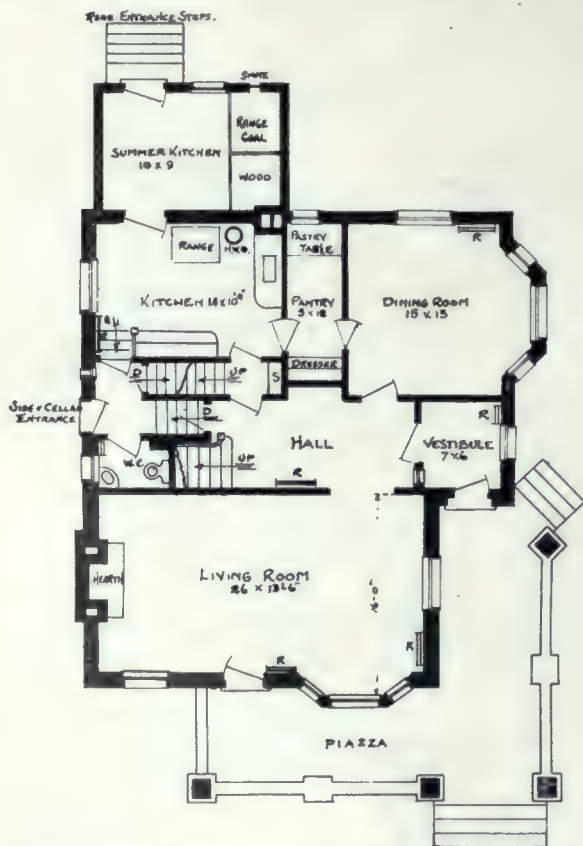 REAR ENTRANCE STEPS.
SHUTE
SUMMER KITCHEN
10 X 9
RANGE
COAL
WOOD
RANGE
PASTRY
TABLE
R
KITCHEN 14 X 10'
PANTRY
5 X 12
DINING ROOM
15 X 15
D
UP
S
DRESSER
SIDE & CELLAR
ENTRANCE
D
HALL
R
VESTIBULE
7 X 6
W.C.
UP
R
HEARTH
LIVING ROOM
26 X 13'6"
R
R
PIAZZA